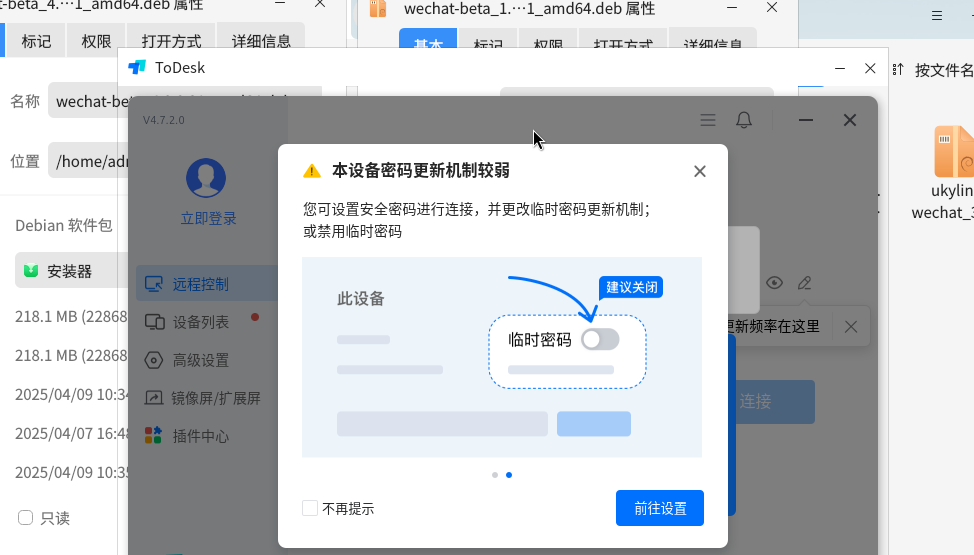 t-beta_4.…1_amd64.deb 属性
wechat-beta_1.…1_amd64.deb 属性
标记
权限
打开方式
详细信息
基本
标记
权限
打开方式
详细信息
ToDesk
按文件名
名称
wechat-be
位置
/home/adm
Debian 软件包
安装器
218.1 MB (22868
218.1 MB (22868
2025/04/09 10:34
2025/04/07 16:48
2025/04/09 10:35
只读
V4.7.2.0
立即登录
远程控制
设备列表
高级设置
镜像屏/扩展屏
插件中心
本设备密码更新机制较弱
您可设置安全密码进行连接，并更改临时密码更新机制；
或禁用临时密码
建议关闭
此设备
临时密码
不再提示
前往设置
更新频率在这里
连接
ukylin
wechat_3